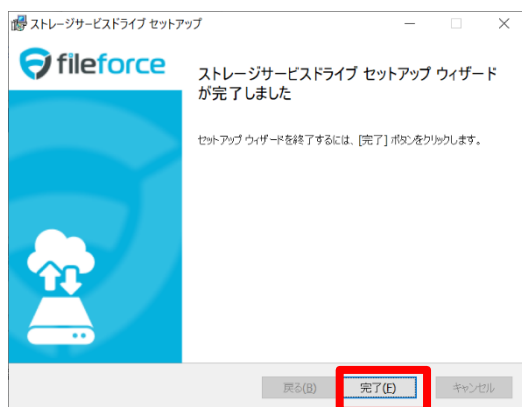 ストレージサービスドライブ セットアップ
fileforce
ストレージサービスドライブ セットアップ ウィザード
が完了しました
セットアップ ウィザードを終了するには、[完了] ボタンをクリックします。
戻る(B)
完了(F)
キャンセル